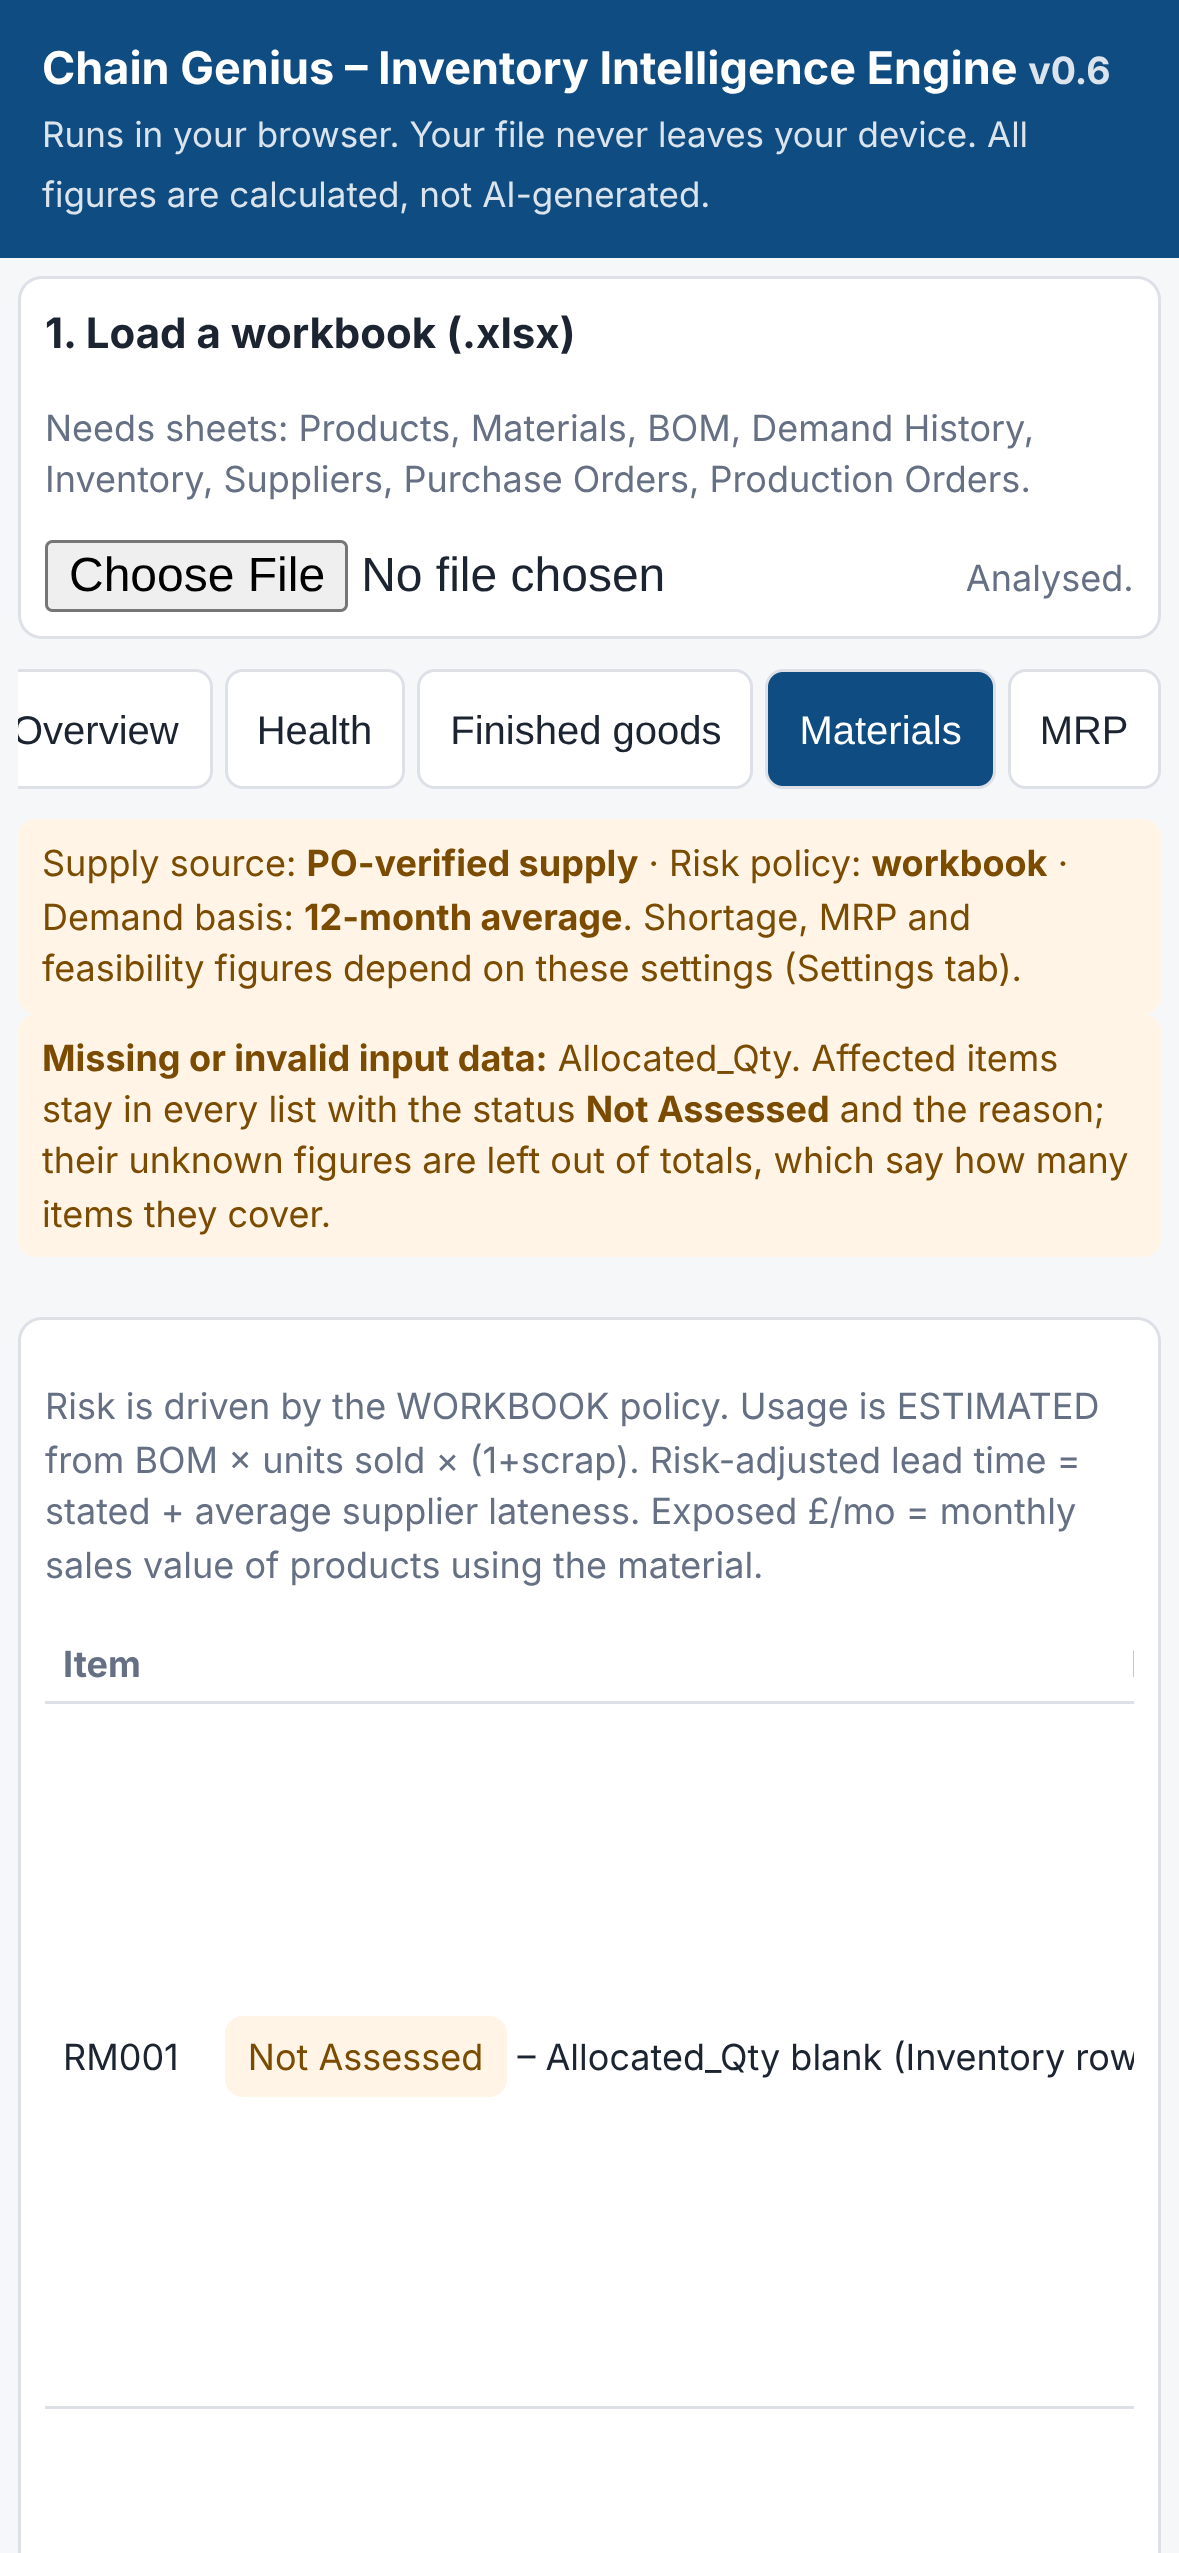 Chain Genius – Inventory Intelligence Engine v0.6
Runs in your browser. Your file never leaves your device. All
figures are calculated, not AI-generated.
1. Load a workbook (.xlsx)
Needs sheets: Products, Materials, BOM, Demand History,
Inventory, Suppliers, Purchase Orders, Production Orders.
Choose File No file chosen Analysed.
Overview Health Finished goods Materials MRP
Supply source: PO-verified supply · Risk policy: workbook ·
Demand basis: 12-month average. Shortage, MRP and
feasibility figures depend on these settings (Settings tab).
Missing or invalid input data: Allocated_Qty. Affected items
stay in every list with the status Not Assessed and the reason;
their unknown figures are left out of totals, which say how many
items they cover.
Risk is driven by the WORKBOOK policy. Usage is ESTIMATED
from BOM × units sold × (1+scrap). Risk-adjusted lead time =
stated + average supplier lateness. Exposed £/mo = monthly
sales value of products using the material.
Item
RM001 Not Assessed – Allocated_Qty blank (Inventory row